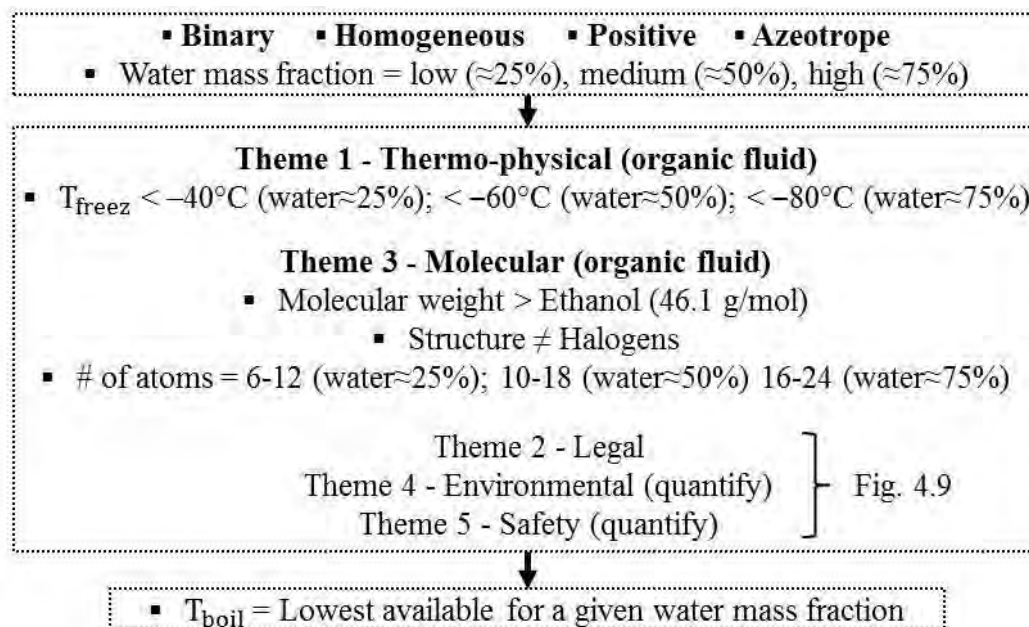 ▪ Binary ▪ Homogeneous ▪ Positive ▪ Azeotrope
▪ Water mass fraction = low (≈25%), medium (≈50%), high (≈75%)
Theme 1 - Thermo-physical (organic fluid)
▪ T_freez < –40°C (water≈25%); < –60°C (water≈50%); < –80°C (water≈75%)
Theme 3 - Molecular (organic fluid)
▪ Molecular weight > Ethanol (46.1 g/mol)
▪ Structure ≠ Halogens
▪ # of atoms = 6-12 (water≈25%); 10-18 (water≈50%) 16-24 (water≈75%)
Theme 2 - Legal
Theme 4 - Environmental (quantify)
Fig. 4.9
Theme 5 - Safety (quantify)
▪ T_boil = Lowest available for a given water mass fraction